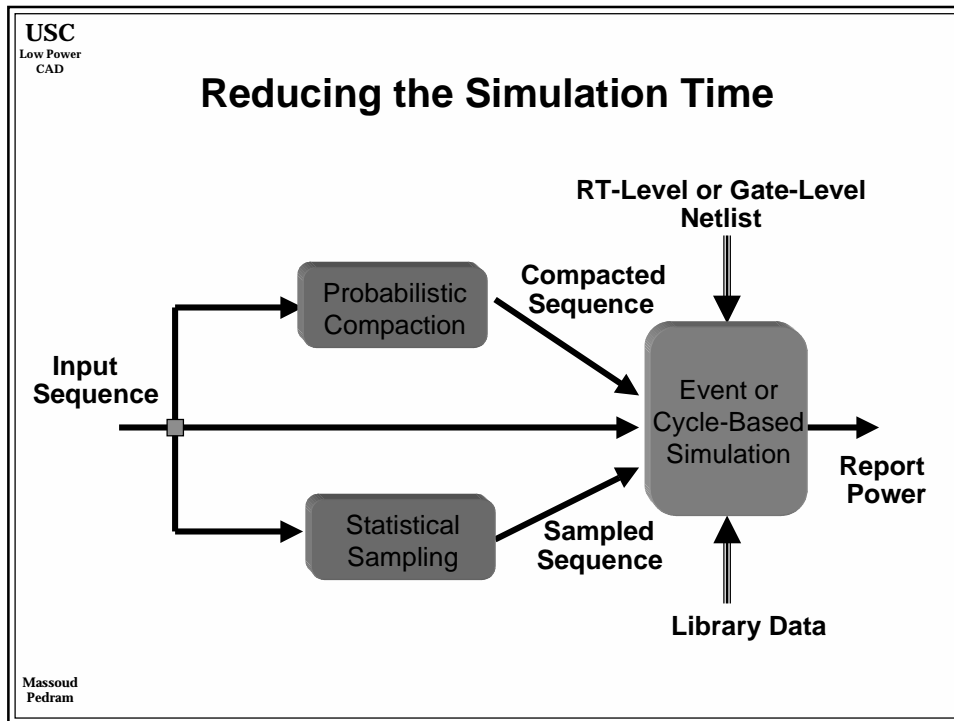 USC
Low Power
CAD
Reducing the Simulation Time
RT-Level or Gate-Level
Netlist
Probabilistic
Compaction
Compacted
Sequence
Input
Sequence
Event or
Cycle-Based
Simulation
Report
Power
Statistical
Sampling
Sampled
Sequence
Library Data
Massoud
Pedram